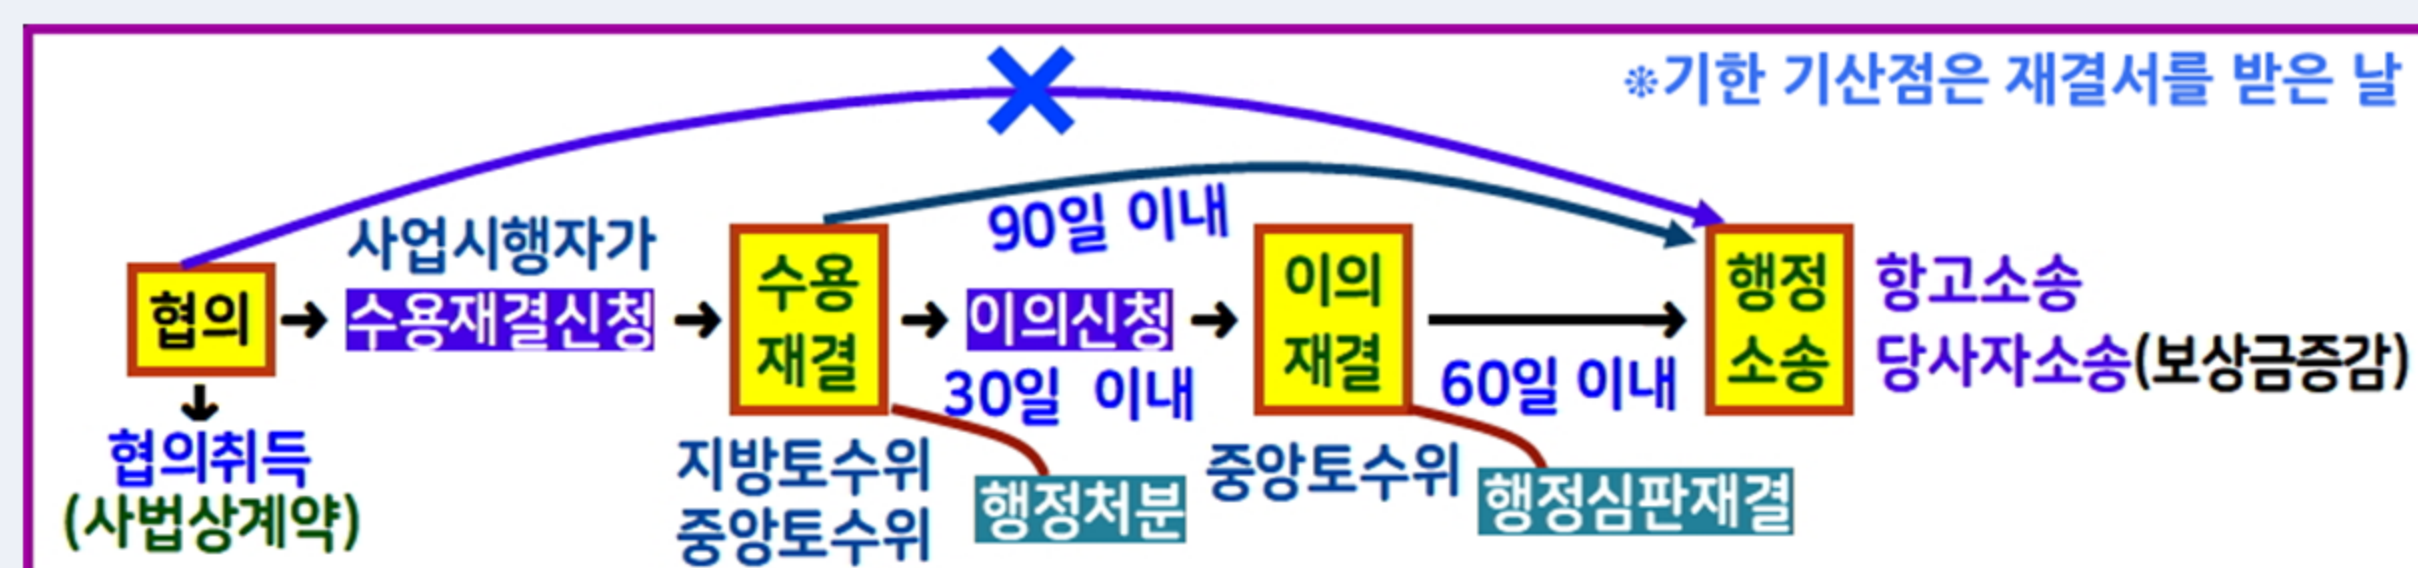 ※기한 기산점은 재결서를 받은 날
90일 이내
사업시행자가
협의 → 수용재결신청 → 수용 재결 → 이의신청 → 이의 재결 → 행정 소송
항고소송
당사자소송(보상금증감)
30일 이내
60일 이내
협의취득
(사법상계약)
지방토수위
중앙토수위
행정처분
중앙토수위
행정심판재결